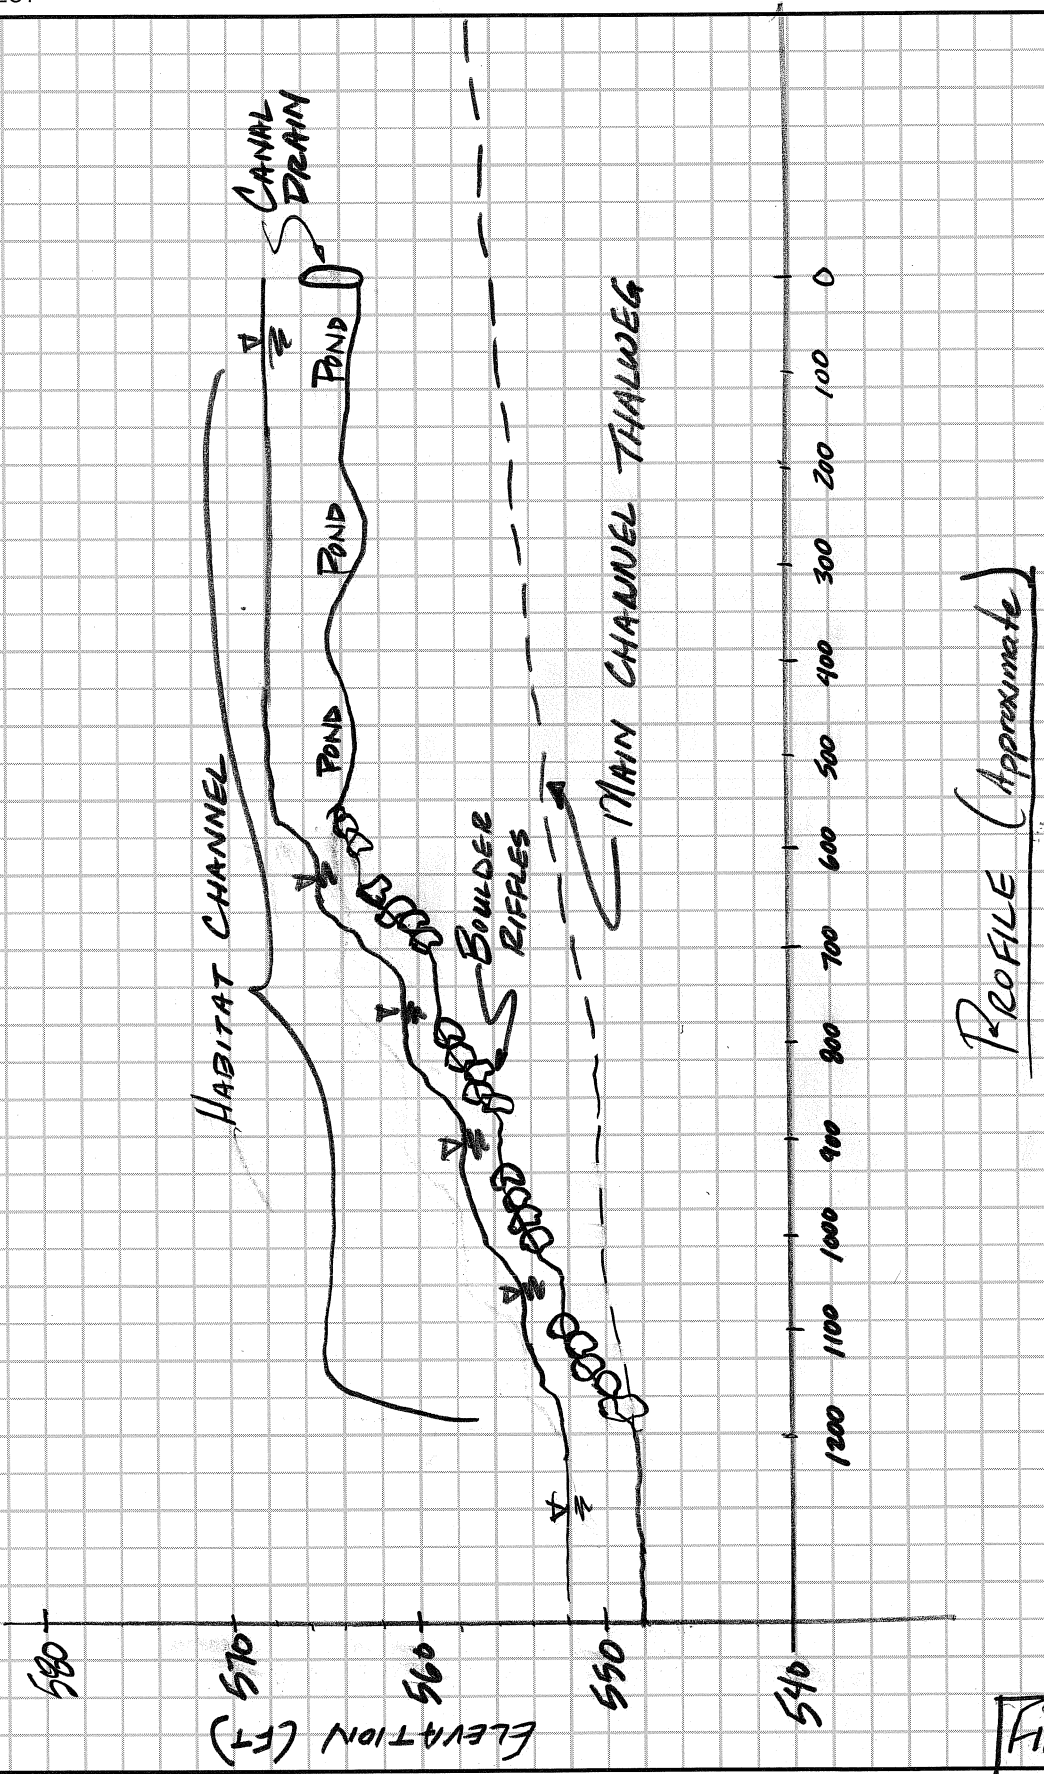 HABITAT CHANNEL
CANAL
DRAIN
POND
POND
POND
BOULDER
RIFFLES
MAIN CHANNEL THALWEG
ELEVATION (FT)
580
570
560
550
540
1200
1100
1000
900
800
700
600
500
400
300
200
100
0
PROFILE (Approximate)